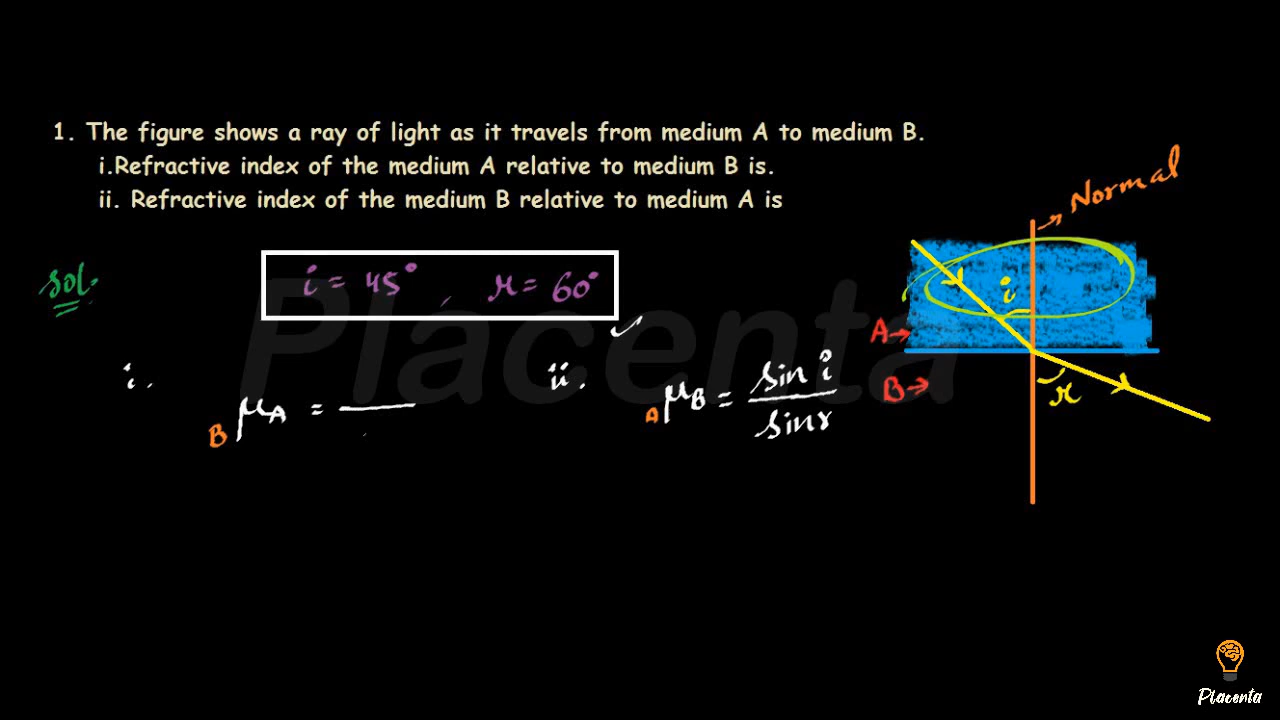 1. The figure shows a ray of light as it travels from medium A to medium B.
i.Refractive index of the medium A relative to medium B is.
ii. Refractive index of the medium B relative to medium A is
Normal
Sol.
i = 45° , r = 60°
Placenta
i
A→
B→
r
i.
BμA = —
ii.
AμB = sin i / sin r
Placenta